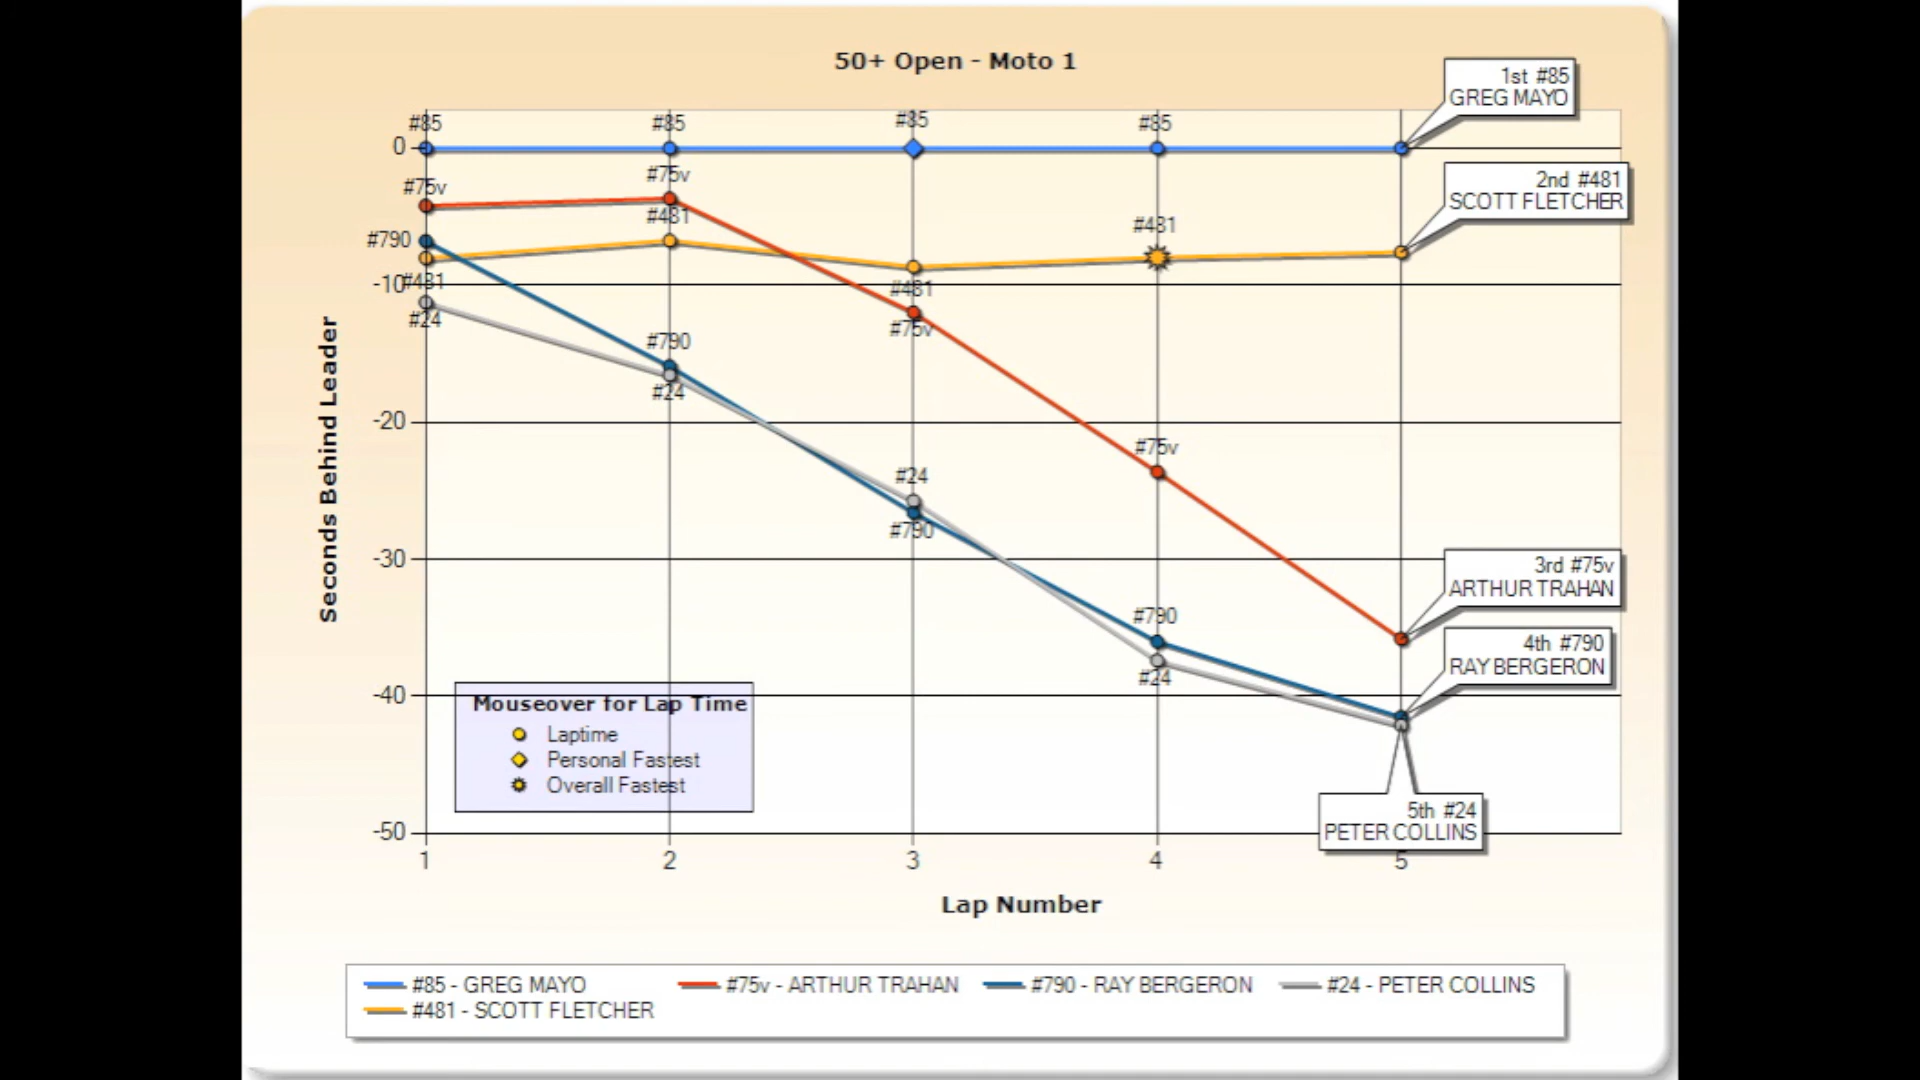 50+ Open - Moto 1
1st #85
GREG MAYO
#85
#85
#85
#85
0
#75v
#75v
2nd #481
SCOTT FLETCHER
#481
#481
#790
-10
#481
#481
#24
#75v
#790
#24
-20
#75v
#24
#790
Seconds Behind Leader
-30
3rd #75v
ARTHUR TRAHAN
#790
4th #790
RAY BERGERON
#24
-40
Mouseover for Lap Time
Laptime
Personal Fastest
Overall Fastest
5th #24
PETER COLLINS
-50
1 2 3 4 5
Lap Number
#85 - GREG MAYO #75v - ARTHUR TRAHAN #790 - RAY BERGERON #24 - PETER COLLINS
#481 - SCOTT FLETCHER